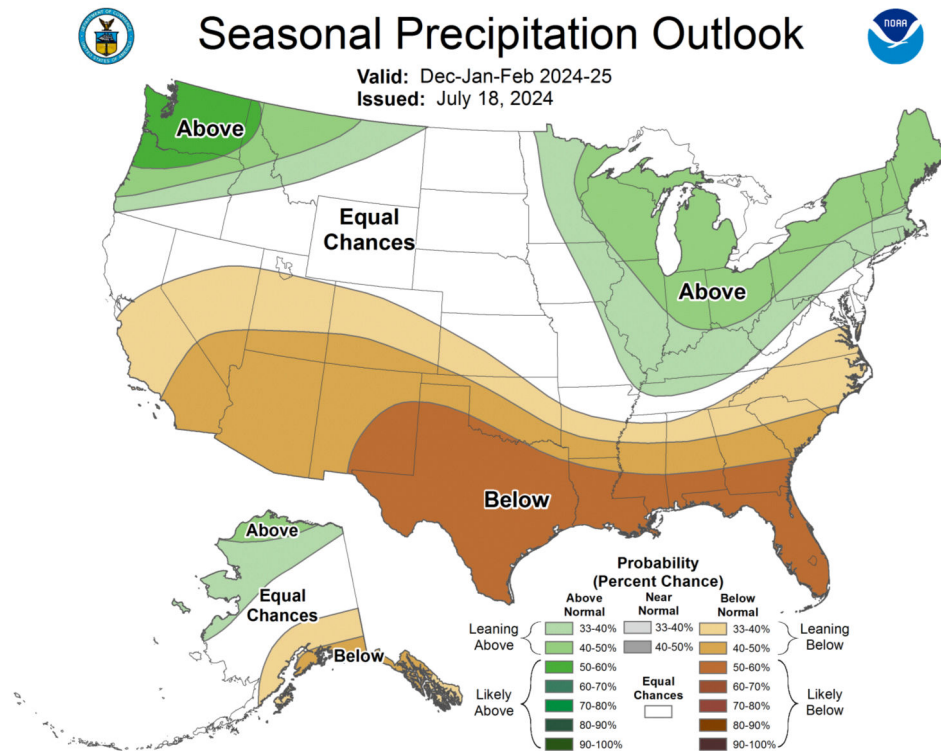 Seasonal Precipitation Outlook
NOAA
Valid: Dec-Jan-Feb 2024-25
Issued: July 18, 2024
Above
Equal
Chances
Above
Below
Above
Equal
Chances
Below
Probability
(Percent Chance)
Above
Normal
Near
Normal
Below
Normal
Leaning
Above
33-40%
33-40%
33-40%
Leaning
Below
40-50%
40-50%
40-50%
Likely
Above
50-60%
60-70%
70-80%
80-90%
90-100%
Equal
Chances
50-60%
60-70%
70-80%
80-90%
90-100%
Likely
Below